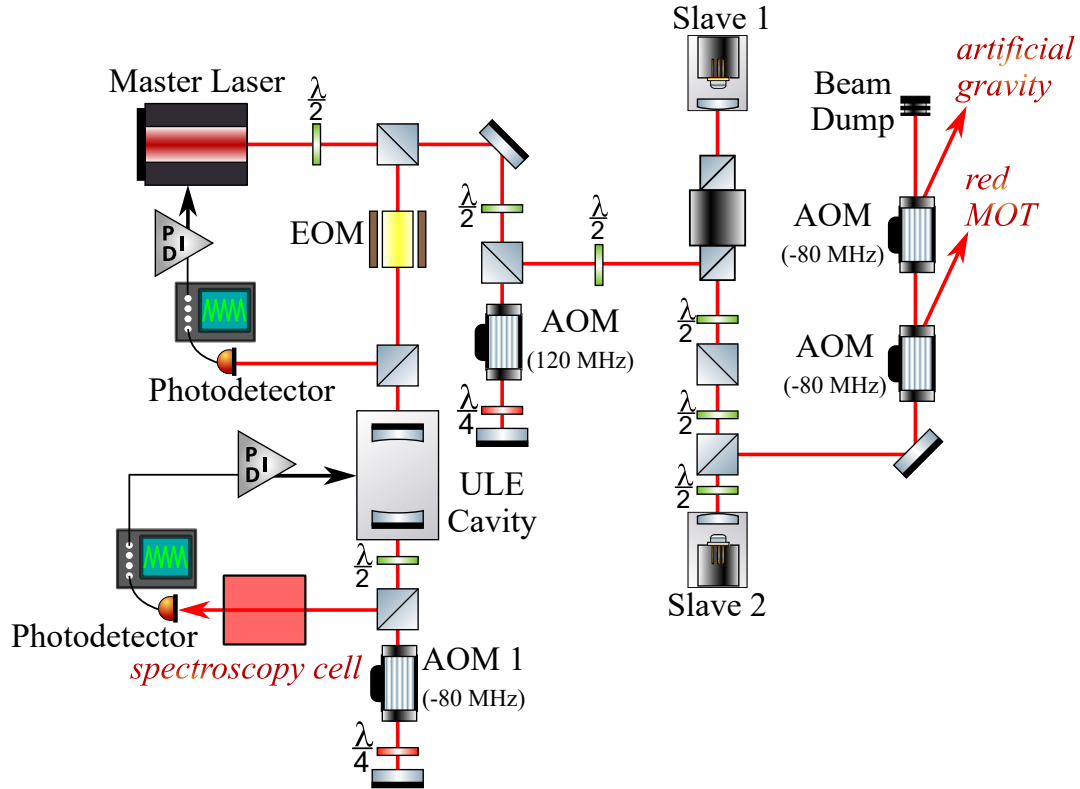 Slave 1
artificial
gravity
Master Laser
λ/2
Beam
Dump
red
MOT
λ/2
λ/2
EOM
AOM
(-80 MHz)
P I
D
AOM
(120 MHz)
λ/2
AOM
(-80 MHz)
Photodetector
λ/4
λ/2
P I
D
ULE
Cavity
λ/2
λ/2
Slave 2
Photodetector
spectroscopy cell
AOM 1
(-80 MHz)
λ/4